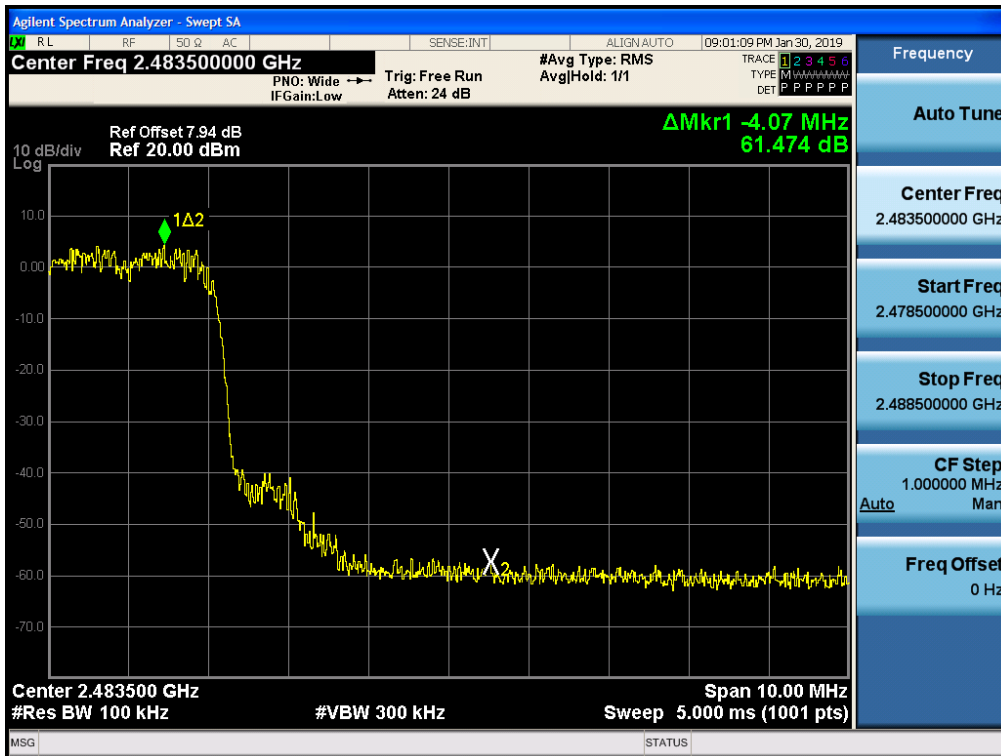 Agilent Spectrum Analyzer - Swept SA
LXI RL RF 50 Ω AC SENSE:INT ALIGN AUTO 09:01:09 PM Jan 30, 2019
Center Freq 2.483500000 GHz
PNO: Wide
IFGain:Low
Trig: Free Run
Atten: 24 dB
#Avg Type: RMS
Avg|Hold: 1/1
TRACE 1 2 3 4 5 6
TYPE M
DET P P P P P P
Frequency
ΔMkr1 -4.07 MHz
61.474 dB
Ref Offset 7.94 dB
10 dB/div Ref 20.00 dBm
Log
10.0
0.00
-10.0
-20.0
-30.0
-40.0
-50.0
-60.0
-70.0
1Δ2
X2
Center 2.483500 GHz
Span 10.00 MHz
#Res BW 100 kHz
#VBW 300 kHz
Sweep 5.000 ms (1001 pts)
MSG
STATUS
Auto Tune
Center Freq
2.483500000 GHz
Start Freq
2.478500000 GHz
Stop Freq
2.488500000 GHz
CF Step
1.000000 MHz
Auto Man
Freq Offset
0 Hz